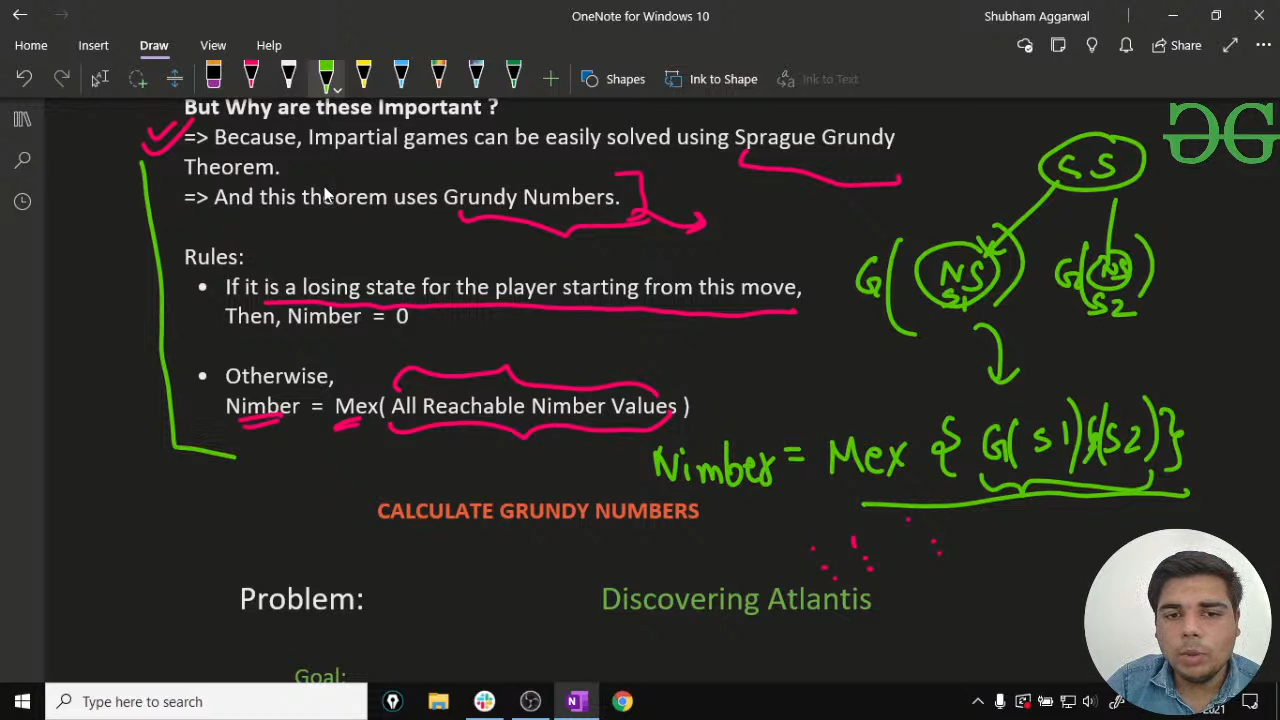 OneNote for Windows 10
Shubham Aggarwal
Home Insert Draw View Help
Share
Shapes
Ink to Shape
Ink to Text
But Why are these Important ?
=> Because, Impartial games can be easily solved using Sprague Grundy
Theorem.
=> And this theorem uses Grundy Numbers.
Rules:
• If it is a losing state for the player starting from this move,
Then, Nimber = 0
• Otherwise,
Nimber = Mex( All Reachable Nimber Values )
CS
G( NS ) G( NS )
S1 S2
Nimber = Mex { G(S1) G(S2) }
CALCULATE GRUNDY NUMBERS
Problem: Discovering Atlantis
Goal:
Type here to search
2021